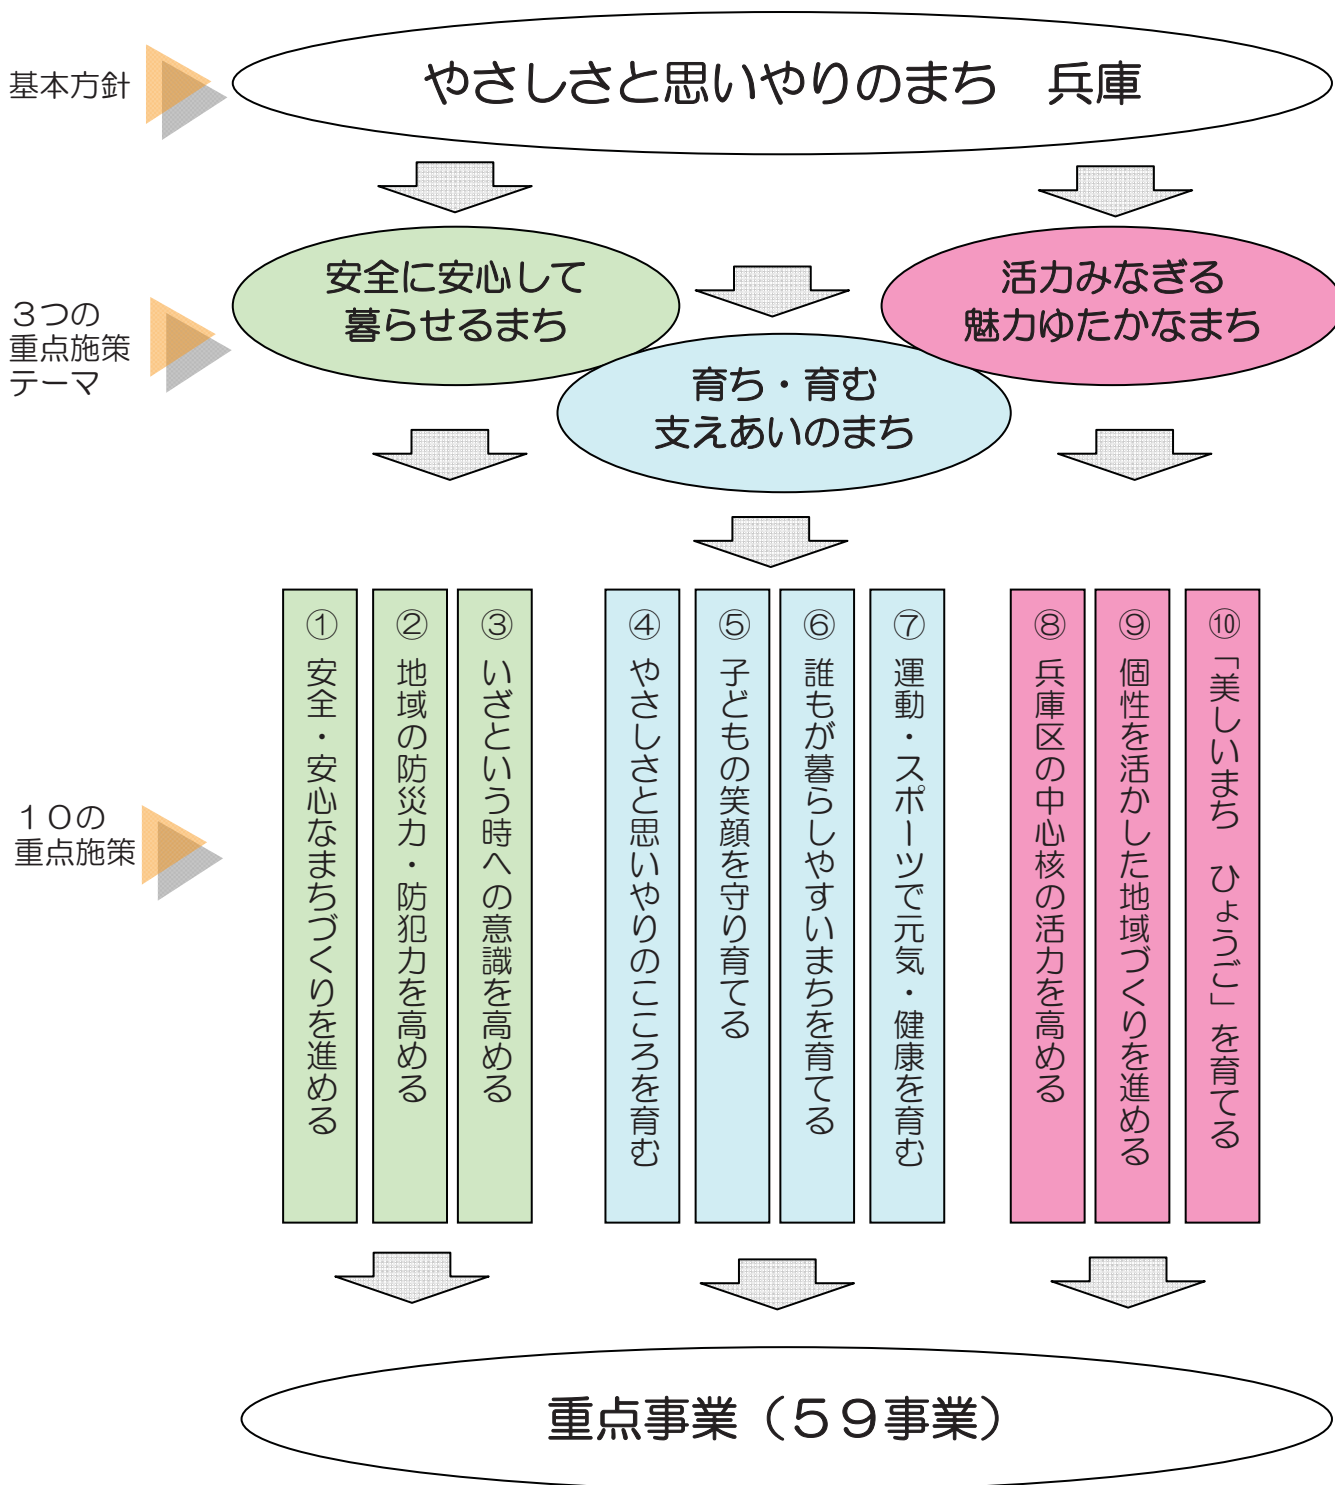 基本方針
やさしさと思いやりのまち　兵庫
３つの
重点施策
テーマ
安全に安心して
暮らせるまち
育ち・育む
支えあいのまち
活力みなぎる
魅力ゆたかなまち
１０の
重点施策
① 安全・安心なまちづくりを進める
② 地域の防災力・防犯力を高める
③ いざという時への意識を高める
④ やさしさと思いやりのこころを育む
⑤ 子どもの笑顔を守り育てる
⑥ 誰もが暮らしやすいまちを育てる
⑦ 運動・スポーツで元気・健康を育む
⑧ 兵庫区の中心核の活力を高める
⑨ 個性を活かした地域づくりを進める
⑩ 「美しいまち　ひょうご」を育てる
重点事業（５９事業）